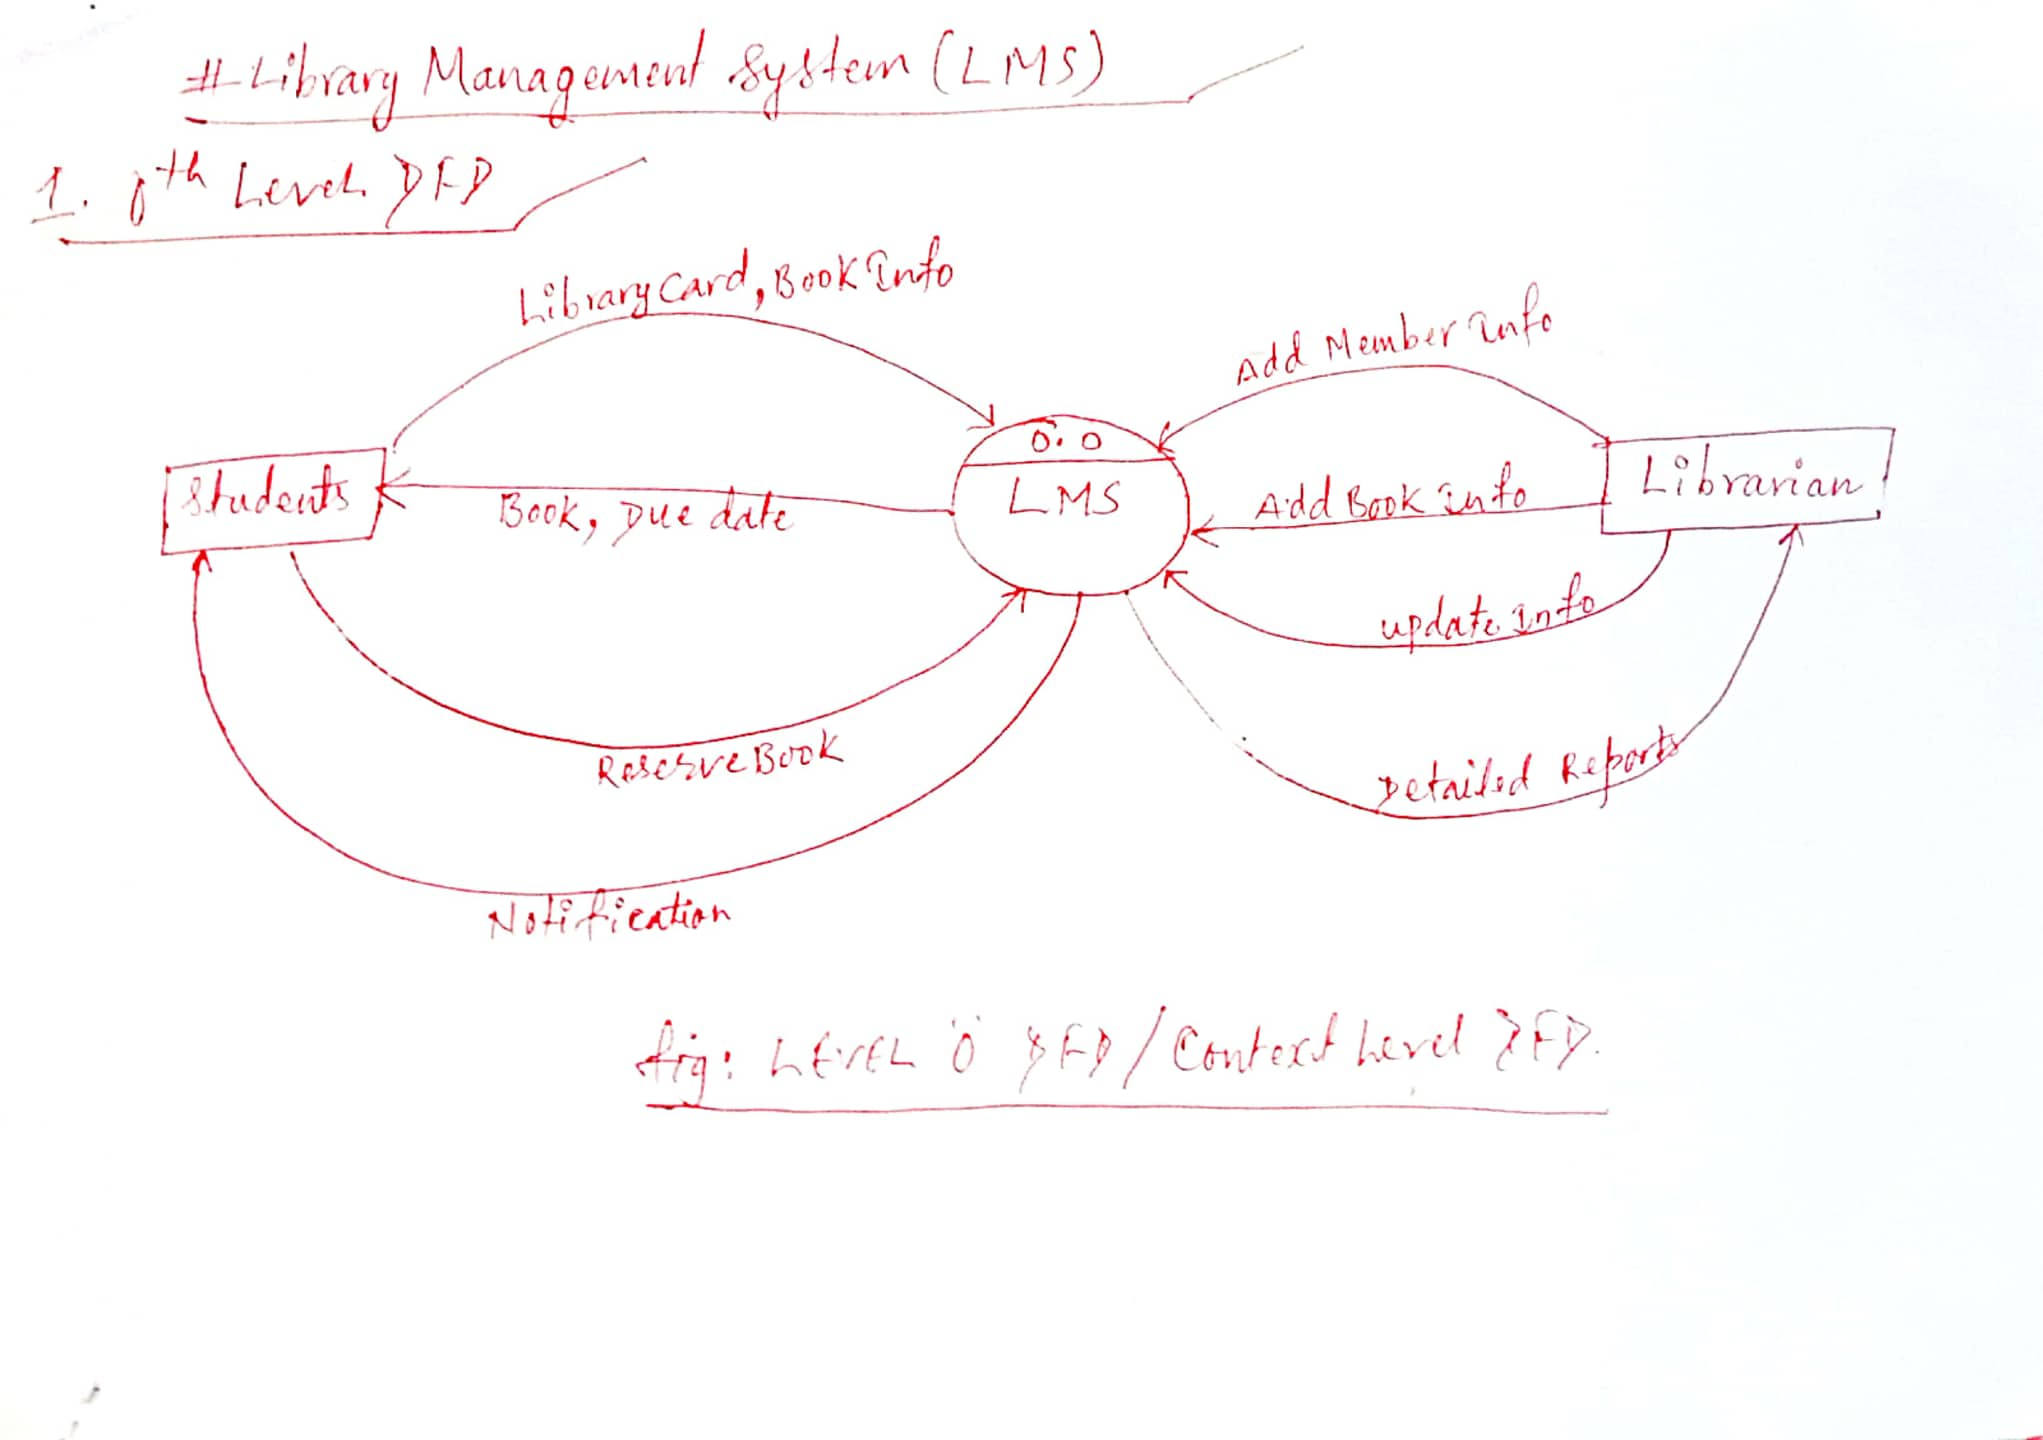 # Library Management System (LMS)
1. 0th Level DFD
Library Card, Book Info
Add Member Info
0.0
Students
LMS
Librarian
Book, Due date
Add Book Info
update Info
Reserve Book
Detailed Reports
Notification
fig: LEVEL 0 DFD / Context Level DFD.